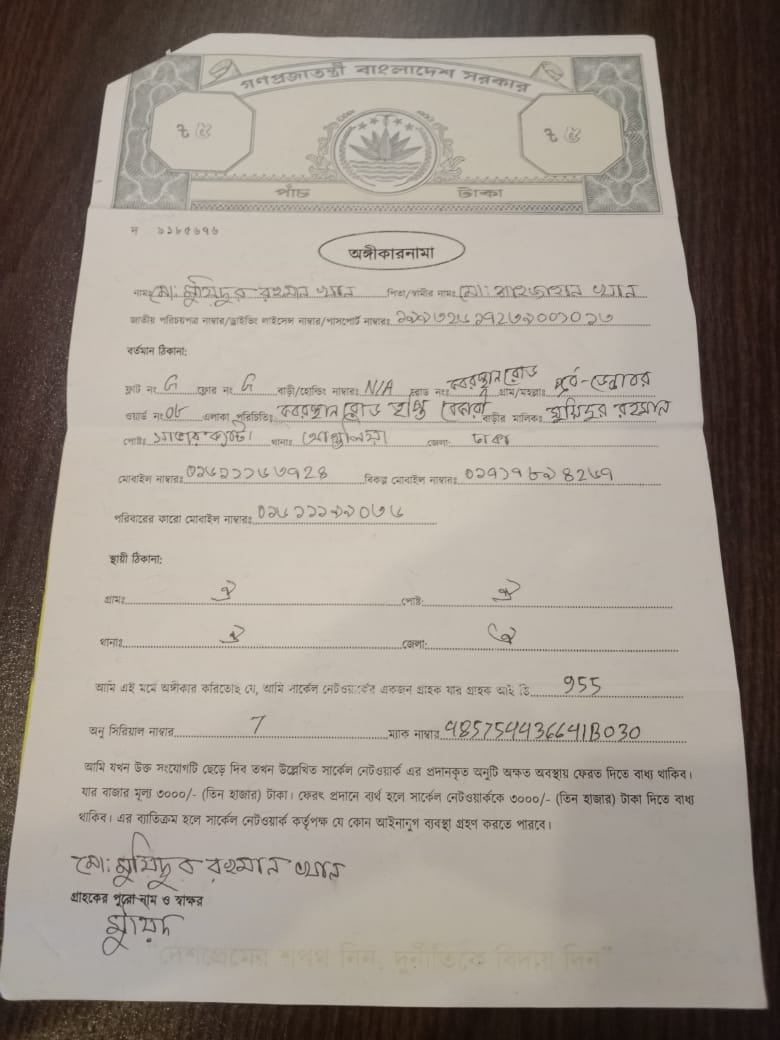 গণপ্রজাতন্ত্রী বাংলাদেশ সরকার
৳ ৫ ৳ ৫
পাঁচ টাকা
৯১৮৫৬৭৬
অঙ্গীকারনামা
নামঃ মো: মুয়িদুর রহমান খান পিতা/স্বামীর নামঃ মো: শাহজাহান খান
জাতীয় পরিচয়পত্র নাম্বার/ড্রাইভিং লাইসেন্স নাম্বার/পাসপোর্ট নাম্বারঃ
বর্তমান ঠিকানা:
ফ্লাট নং ফ্লোর নং বাড়ী/হোল্ডিং নাম্বারঃ N/A রোড নংঃ কবরস্থান রোড গ্রাম/মহল্লাঃ পূর্ব-ডেন্ডাবর
ওয়ার্ড নং ০৮ এলাকা পরিচিতিঃ কবরস্থান রোড বাড়ীর মালিকঃ মুয়িদুর রহমান
পোষ্টঃ সাভার ক্যান্ট। থানাঃ আশুলিয়া জেলা: ঢাকা
মোবাইল নাম্বারঃ বিকল্প মোবাইল নাম্বারঃ
পরিবারের কারো মোবাইল নাম্বারঃ
স্থায়ী ঠিকানা:
গ্রামঃ ঐ পোষ্ট: ঐ
থানাঃ ঐ জেলা: ঐ
আমি এই মর্মে অঙ্গীকার করিতেছি যে, আমি সার্কেল নেটওয়ার্কের একজন গ্রাহক যার গ্রাহক আই ডি 955
অনু সিরিয়াল নাম্বার 7 ম্যাক নাম্বার 485754436641B030
আমি যখন উক্ত সংযোগটি ছেড়ে দিব তখন উল্লেখিত সার্কেল নেটওয়ার্ক এর প্রদানকৃত অনুটি অক্ষত অবস্থায় ফেরত দিতে বাধ্য থাকিব।
যার বাজার মূল্য ৩০০০/- (তিন হাজার) টাকা। ফেরৎ প্রদানে ব্যর্থ হলে সার্কেল নেটওয়ার্ককে ৩০০০/- (তিন হাজার) টাকা দিতে বাধ্য
থাকিব। এর ব্যতিক্রম হলে সার্কেল নেটওয়ার্ক কর্তৃপক্ষ যে কোন আইনানুগ ব্যবস্থা গ্রহণ করতে পারবে।
মো: মুয়িদুর রহমান খান
গ্রাহকের পুরো নাম ও স্বাক্ষর
মুয়িদ
"দেশপ্রেমের শপথ নিন, দুর্নীতিকে বিদায় দিন"